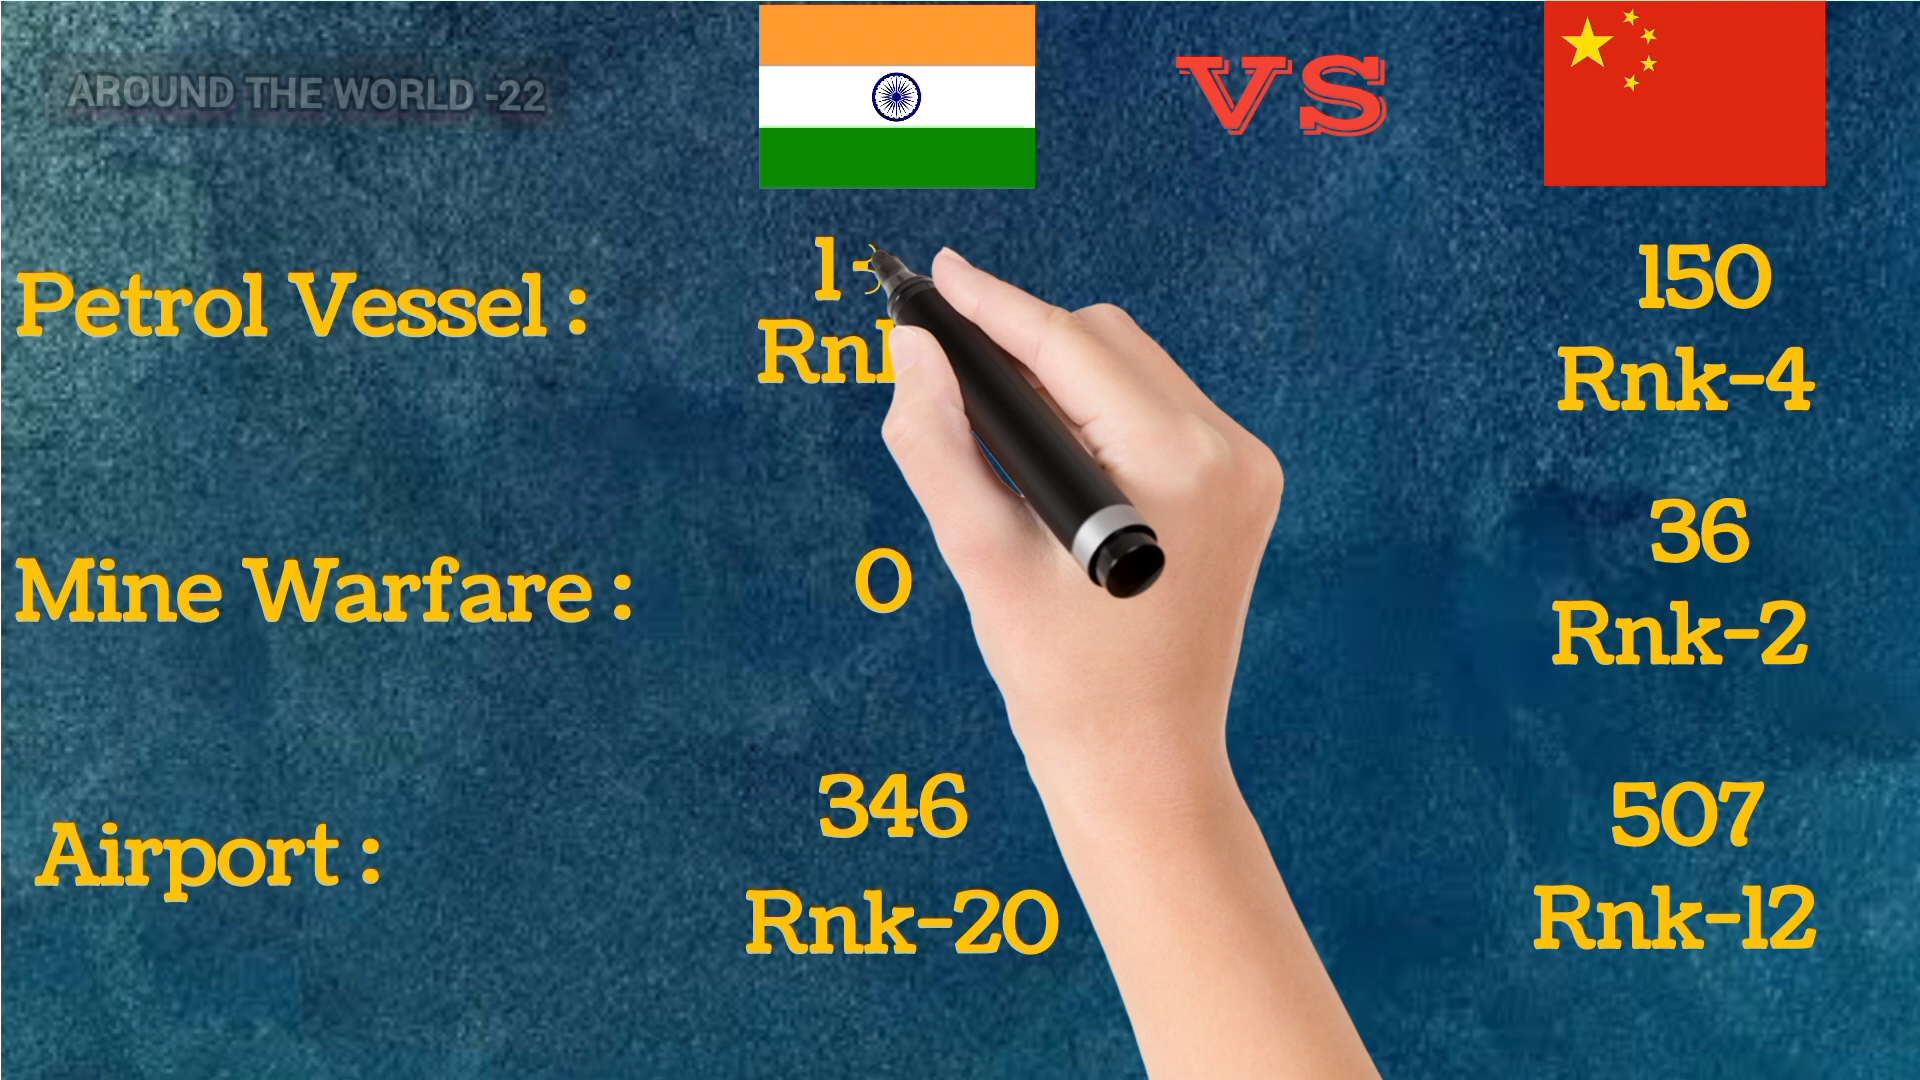 AROUND THE WORLD -22
VS
Petrol Vessel :
150
Rnk-4
Mine Warfare :
0
36
Rnk-2
Airport :
346
Rnk-20
507
Rnk-12